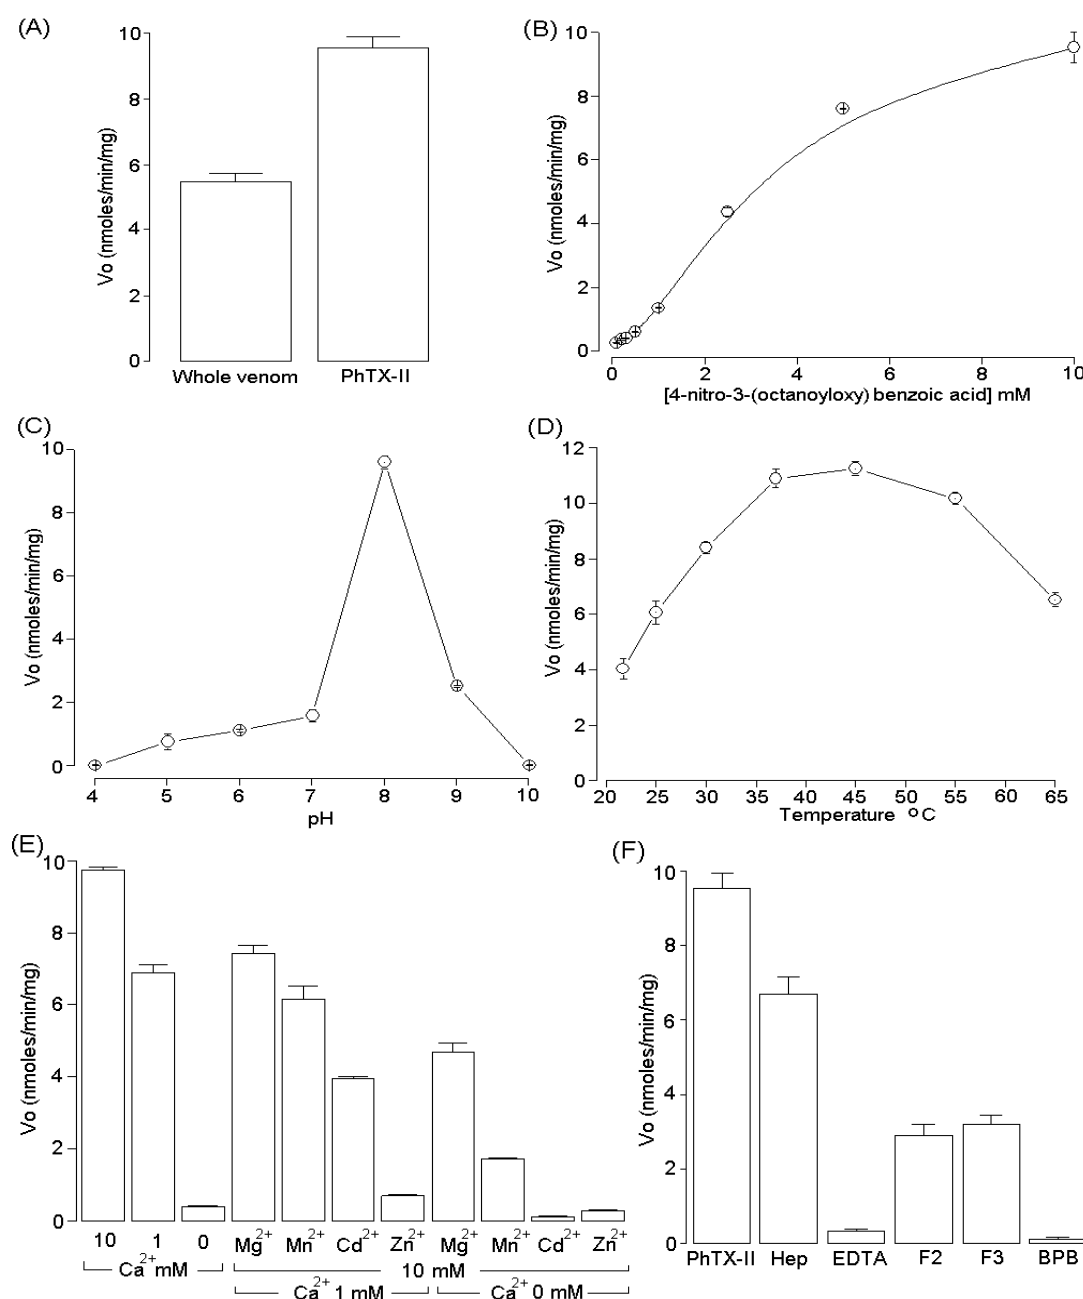 (A)
Vo (nmoles/min/mg)
10
8
6
4
2
0
Whole venom PhTX-II
(B)
Vo (nmoles/min/mg)
10
8
6
4
2
0
0 2 4 6 8 10
[4-nitro-3-(octanoyloxy) benzoic acid] mM
(C)
Vo (nmoles/min/mg)
10
8
6
4
2
0
4 5 6 7 8 9 10
pH
(D)
Vo (nmoles/min/mg)
12
10
8
6
4
2
0
20 25 30 37 45 50 55 65
Temperature °C
(E)
Vo (nmoles/min/mg)
10
8
6
4
2
0
10 1 0 Mg2+ Mn2+ Cd2+ Zn2+ Mg2+ Mn2+ Cd2+ Zn2+
Ca2+ mM 10 mM
Ca2+ 1 mM Ca2+ 0 mM
(F)
Vo (nmoles/min/mg)
10
8
6
4
2
0
PhTX-II Hep EDTA F2 F3 BPB